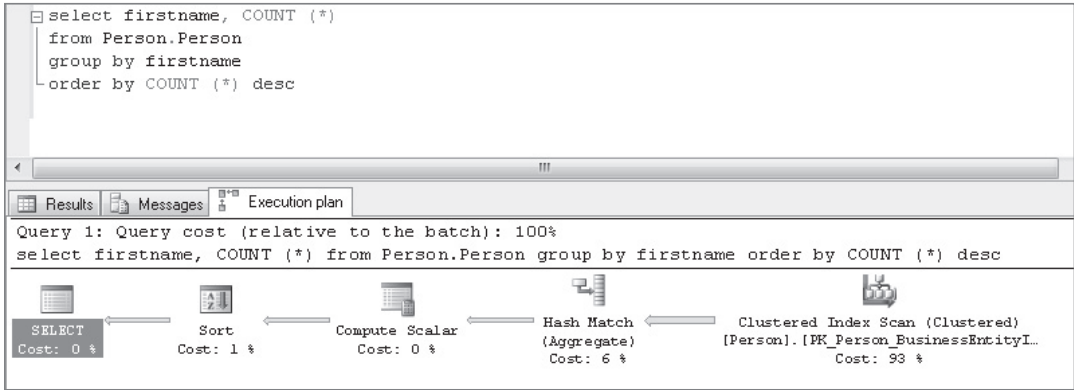 select firstname, COUNT (*)
from Person.Person
group by firstname
order by COUNT (*) desc
Results Messages Execution plan
Query 1: Query cost (relative to the batch): 100%
select firstname, COUNT (*) from Person.Person group by firstname order by COUNT (*) desc
SELECT
Cost: 0 %
Sort
Cost: 1 %
Compute Scalar
Cost: 0 %
Hash Match
(Aggregate)
Cost: 6 %
Clustered Index Scan (Clustered)
[Person].[PK_Person_BusinessEntityI…
Cost: 93 %